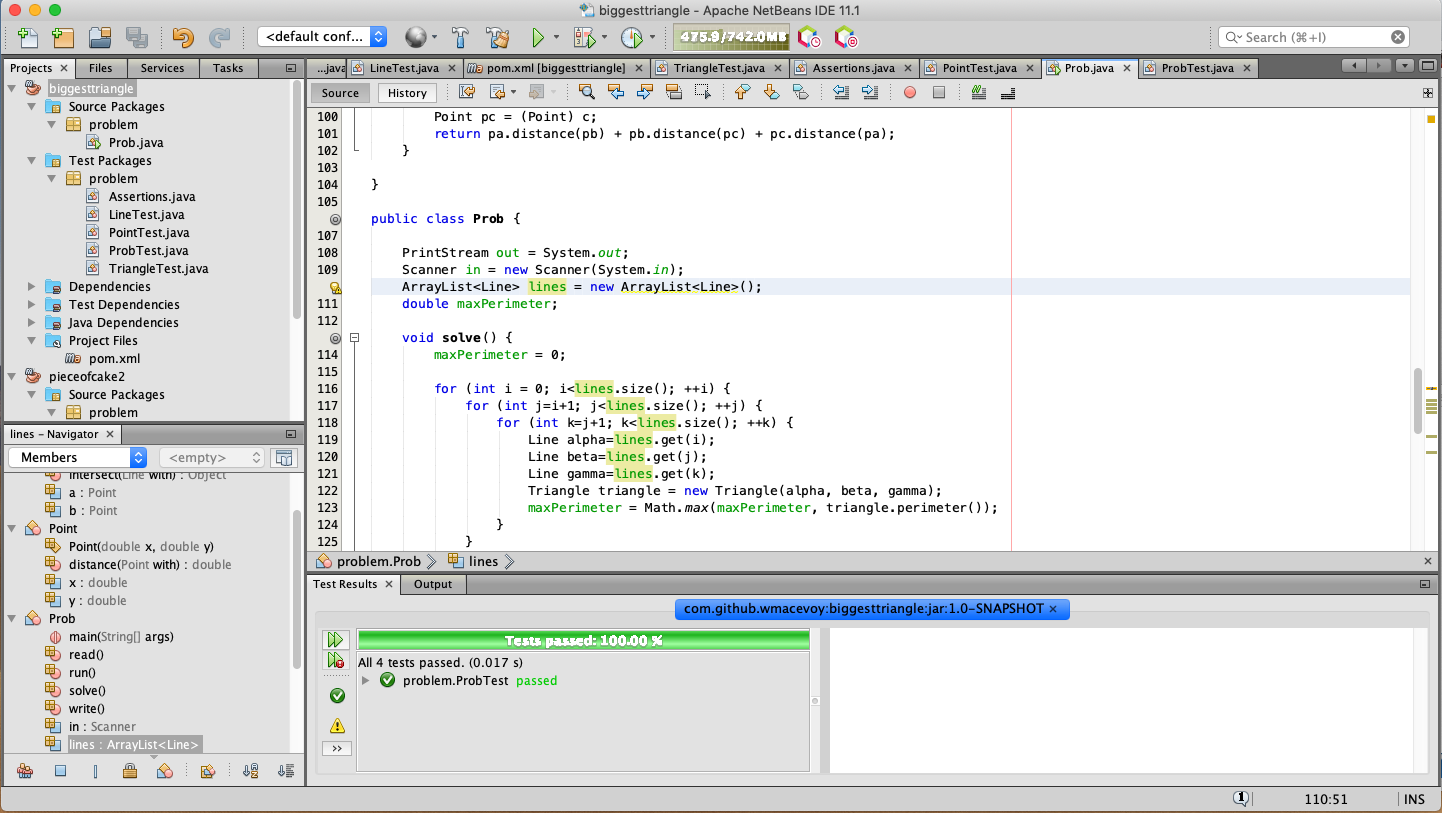 biggesttriangle - Apache NetBeans IDE 11.1
<default conf...
475.9/742.0MB
Search (⌘+I)
Projects
Files
Services
Tasks
...java
LineTest.java
pom.xml [biggesttriangle]
TriangleTest.java
Assertions.java
PointTest.java
Prob.java
ProbTest.java
Source
History
biggesttriangle
Source Packages
problem
Prob.java
Test Packages
problem
Assertions.java
LineTest.java
PointTest.java
ProbTest.java
TriangleTest.java
Dependencies
Test Dependencies
Java Dependencies
Project Files
pom.xml
pieceofcake2
Source Packages
problem
100 Point pc = (Point) c;
101 return pa.distance(pb) + pb.distance(pc) + pc.distance(pa);
102 }
103
104 }
105
public class Prob {
107
108 PrintStream out = System.out;
109 Scanner in = new Scanner(System.in);
ArrayList<Line> lines = new ArrayList<Line>();
111 double maxPerimeter;
112
void solve() {
114 maxPerimeter = 0;
115
116 for (int i = 0; i<lines.size(); ++i) {
117 for (int j=i+1; j<lines.size(); ++j) {
118 for (int k=j+1; k<lines.size(); ++k) {
119 Line alpha=lines.get(i);
120 Line beta=lines.get(j);
121 Line gamma=lines.get(k);
122 Triangle triangle = new Triangle(alpha, beta, gamma);
123 maxPerimeter = Math.max(maxPerimeter, triangle.perimeter());
124 }
125 }
problem.Prob
lines
lines - Navigator
Members
<empty>
intersect(Line with) : Object
a : Point
b : Point
Point
Point(double x, double y)
distance(Point with) : double
x : double
y : double
Prob
main(String[] args)
read()
run()
solve()
write()
in : Scanner
lines : ArrayList<Line>
Test Results
Output
com.github.wmacevoy:biggesttriangle:jar:1.0-SNAPSHOT
Tests passed: 100.00 %
All 4 tests passed. (0.017 s)
problem.ProbTest passed
110:51
INS